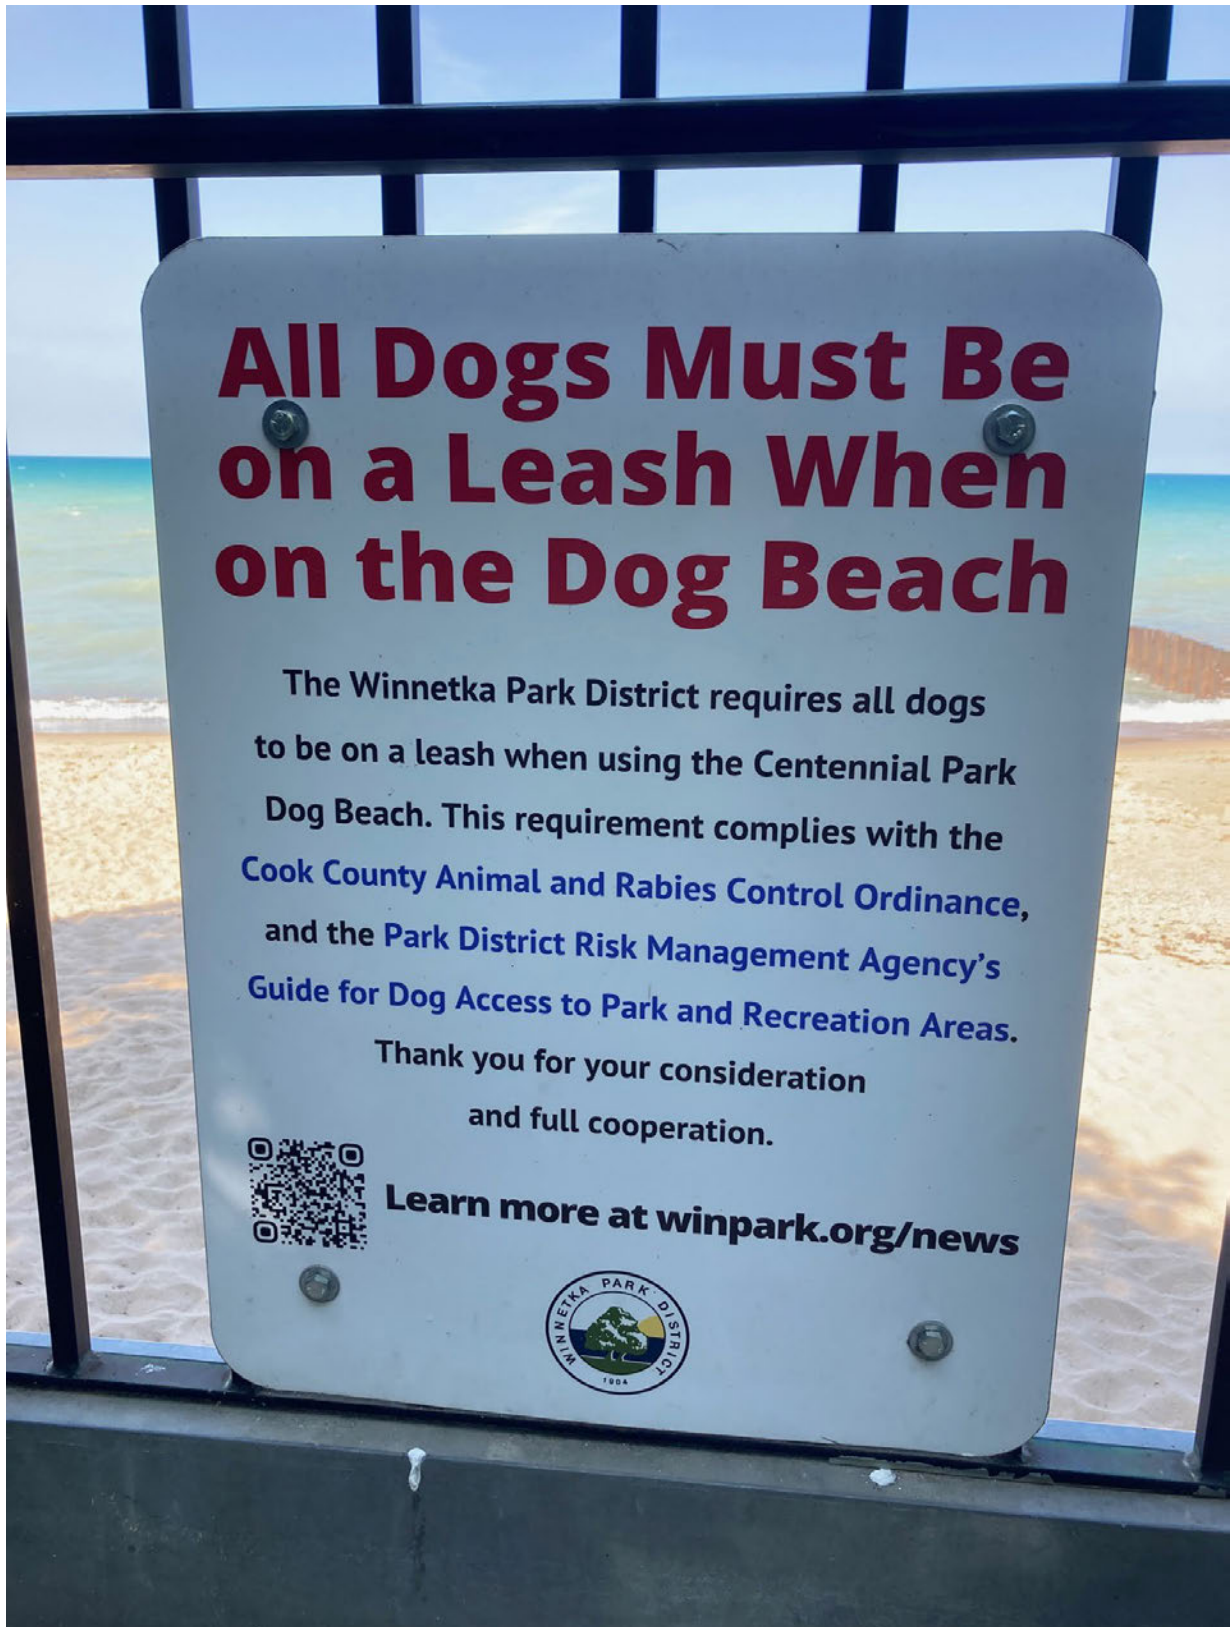 All Dogs Must Be
on a Leash When
on the Dog Beach
The Winnetka Park District requires all dogs
to be on a leash when using the Centennial Park
Dog Beach. This requirement complies with the
Cook County Animal and Rabies Control Ordinance,
and the Park District Risk Management Agency's
Guide for Dog Access to Park and Recreation Areas.
Thank you for your consideration
and full cooperation.
Learn more at winpark.org/news
WINNETKA PARK DISTRICT
1904